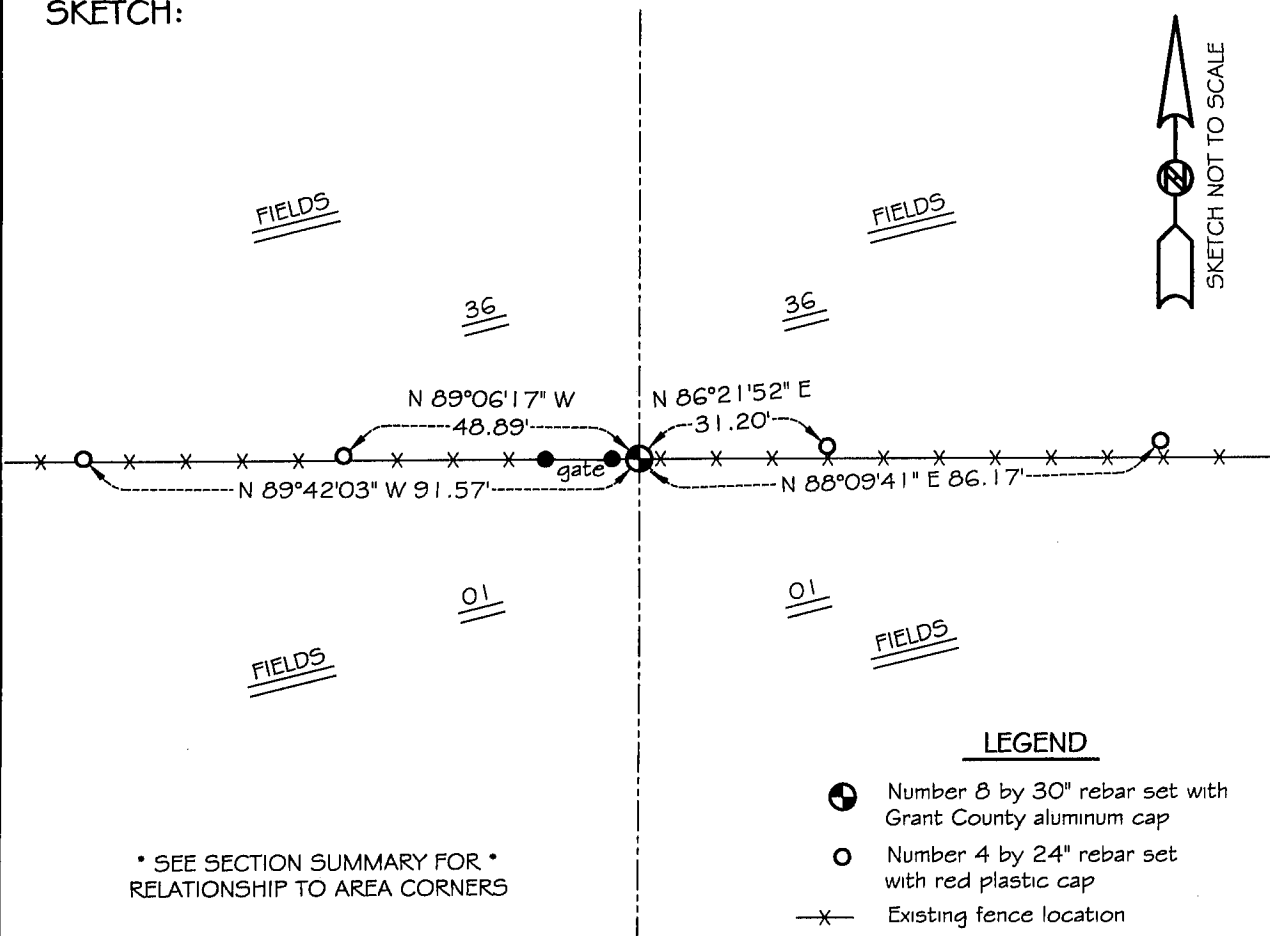 SKETCH:
SKETCH NOT TO SCALE
N
FIELDS
FIELDS
36
36
N 89°06'17" W
48.89'
N 86°21'52" E
31.20'
gate
N 89°42'03" W 91.57'
N 88°09'41" E 86.17'
01
01
FIELDS
FIELDS
LEGEND
Number 8 by 30" rebar set with
Grant County aluminum cap
Number 4 by 24" rebar set
with red plastic cap
Existing fence location
* SEE SECTION SUMMARY FOR *
RELATIONSHIP TO AREA CORNERS